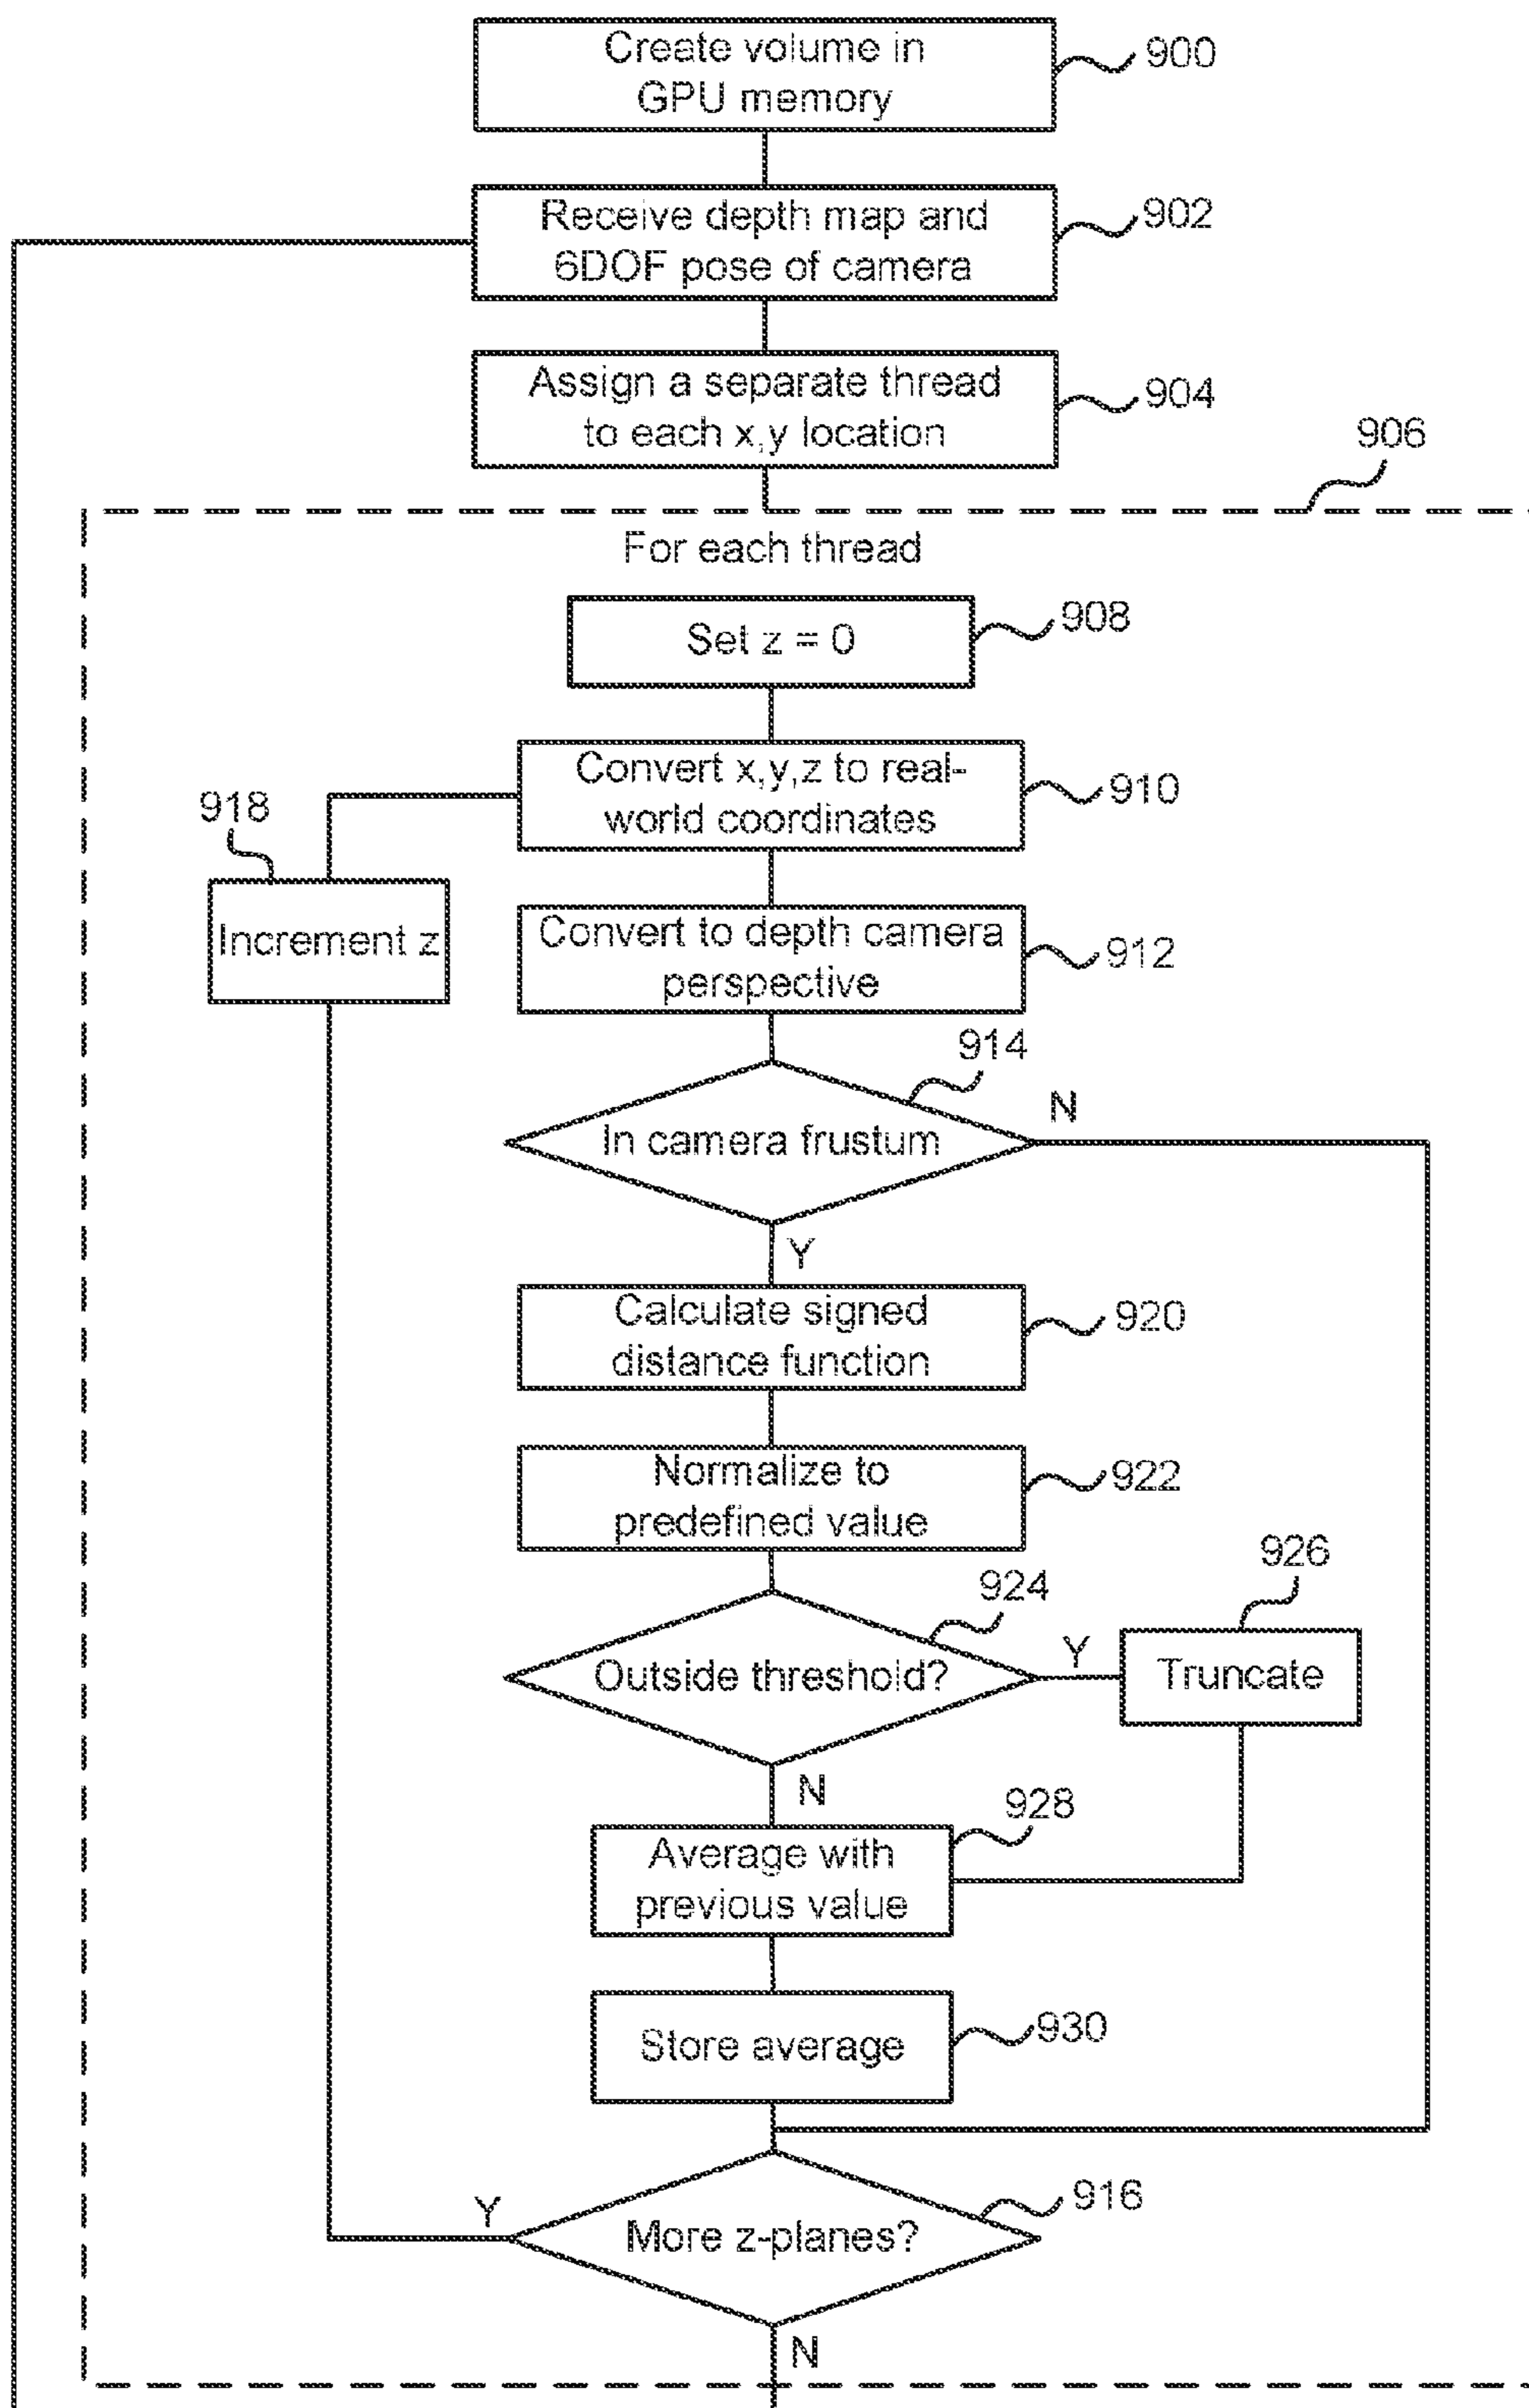 Create volume in
GPU memory
900
Receive depth map and
6DOF pose of camera
902
Assign a separate thread
to each x,y location
904
906
For each thread
Set z = 0
908
Convert x,y,z to real-
world coordinates
910
918
Increment z
Convert to depth camera
perspective
912
914
In camera frustum
N
Y
Calculate signed
distance function
920
Normalize to
predefined value
922
924
926
Outside threshold?
Y
Truncate
N
928
Average with
previous value
Store average
930
916
Y
More z-planes?
N